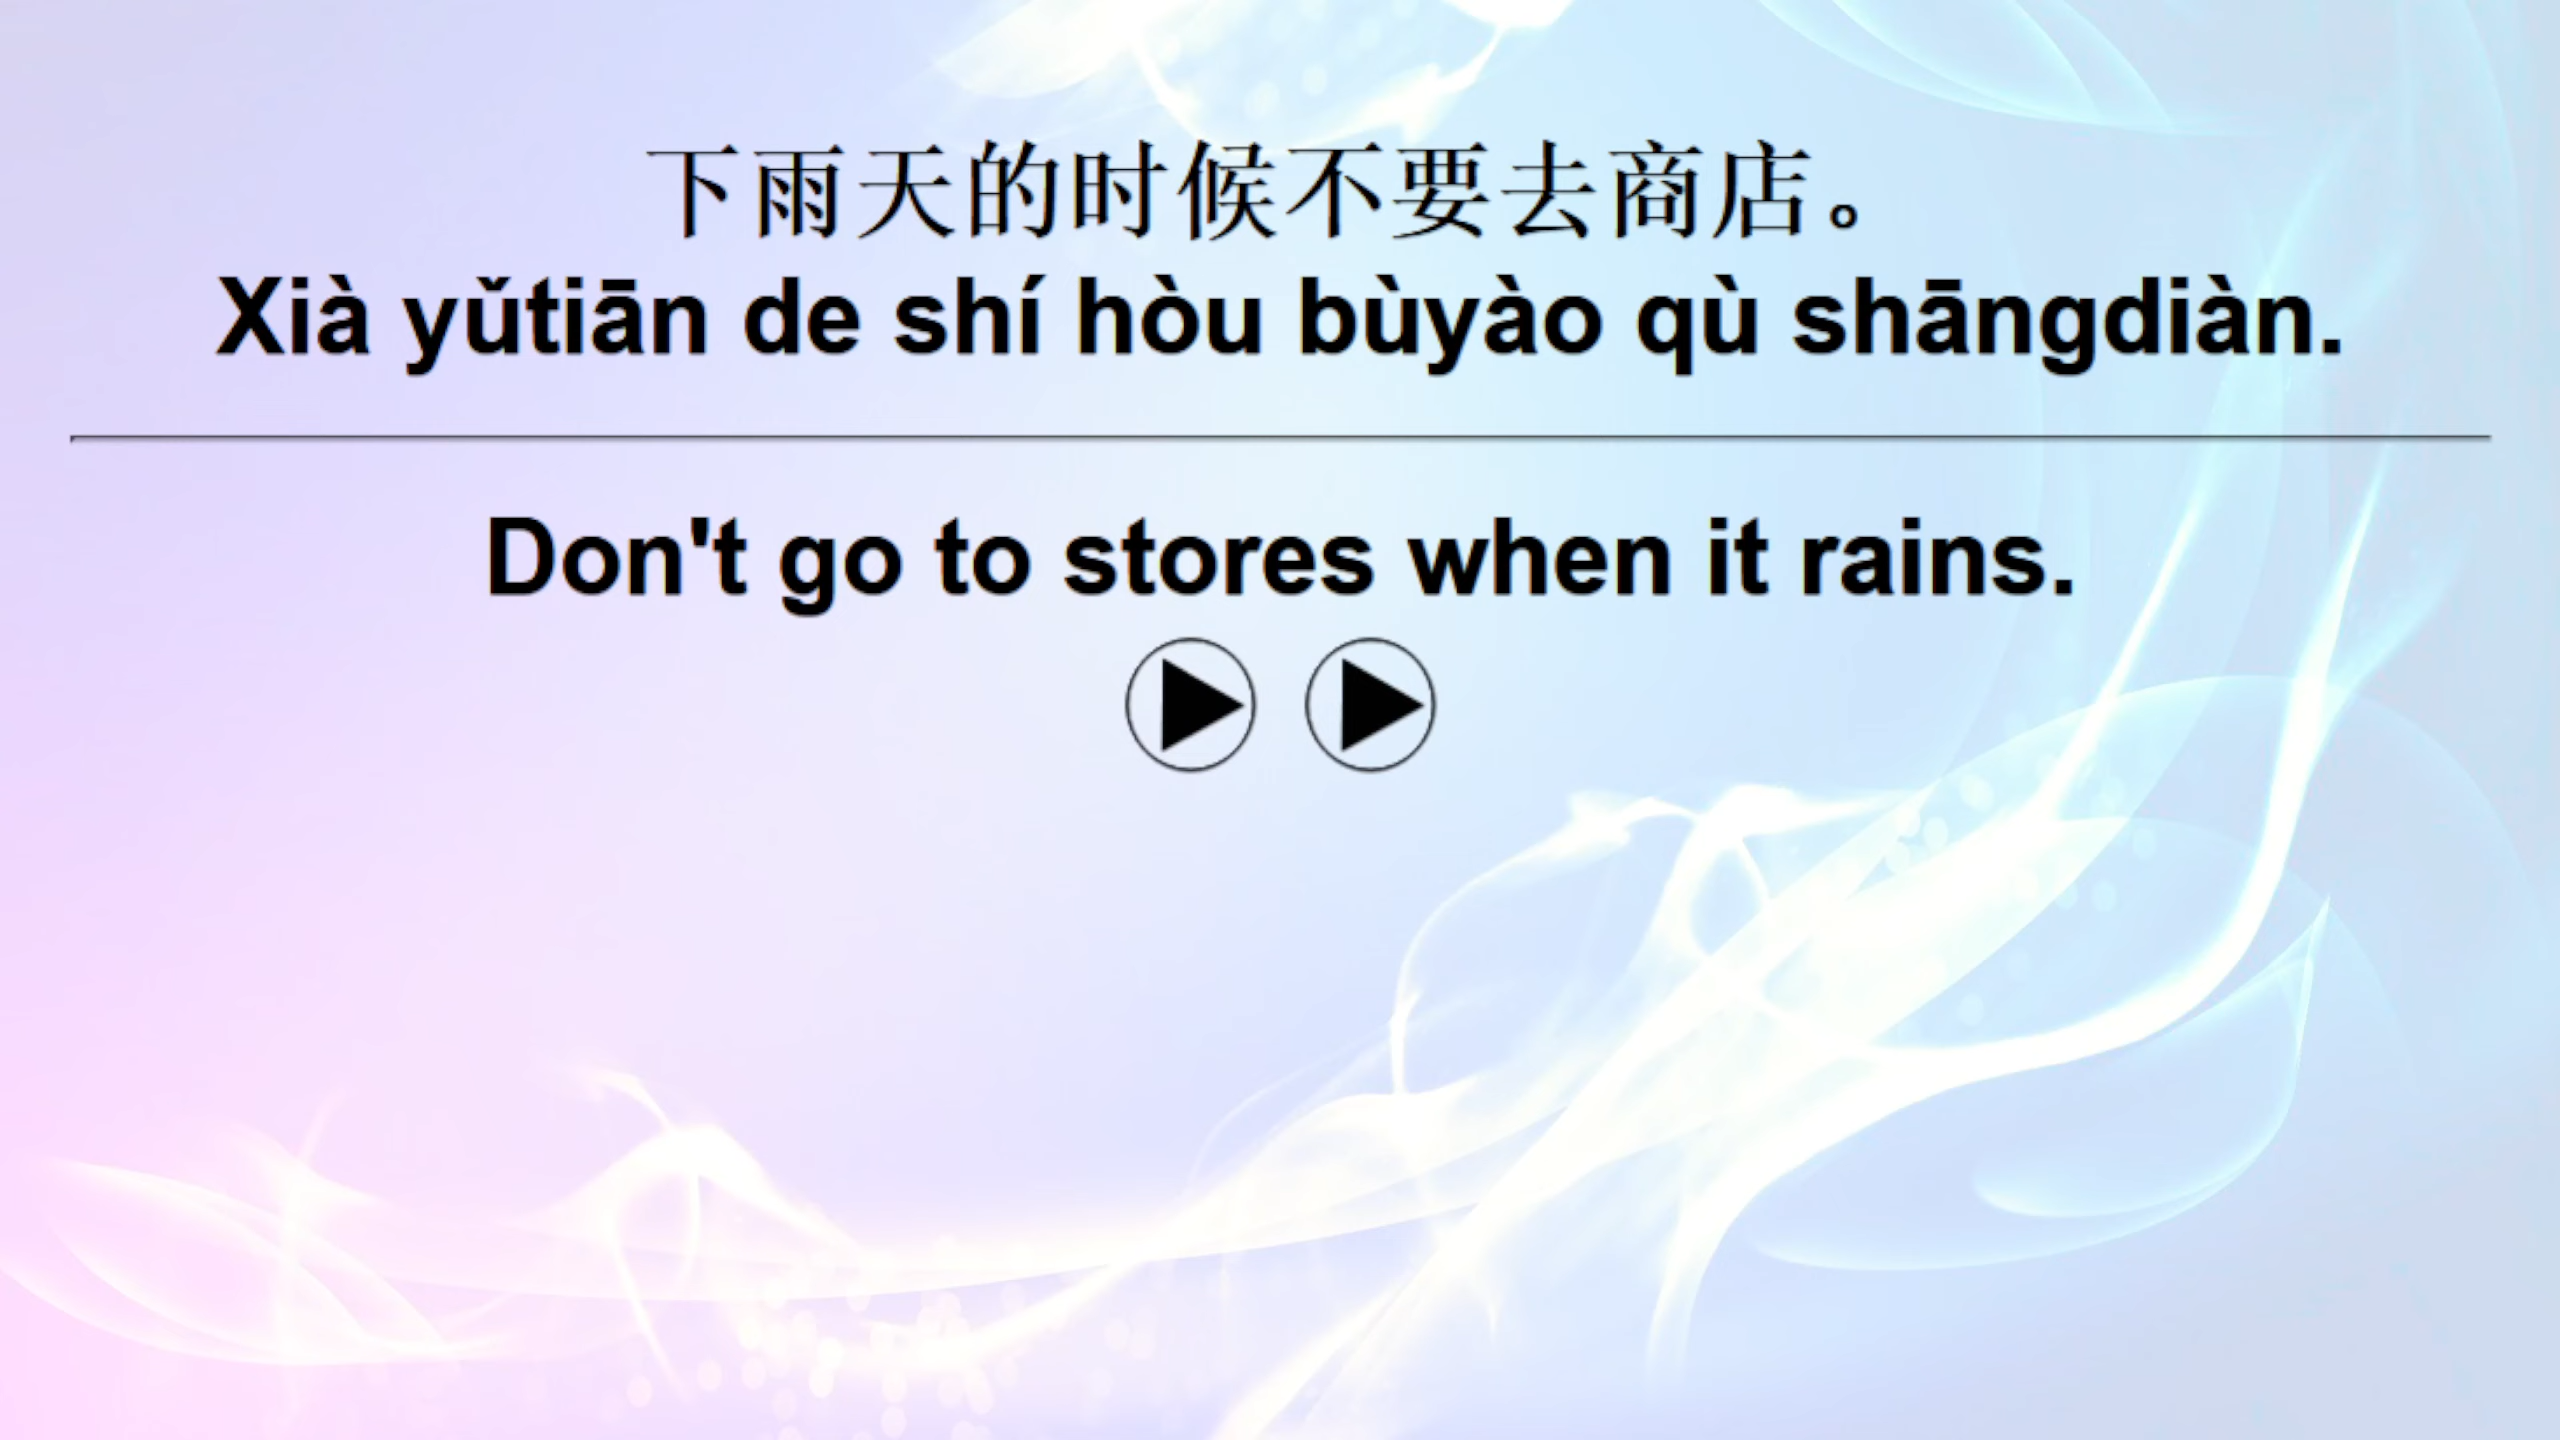 下雨天的时候不要去商店。
Xià yǔtiān de shí hòu bùyào qù shāngdiàn.
Don't go to stores when it rains.